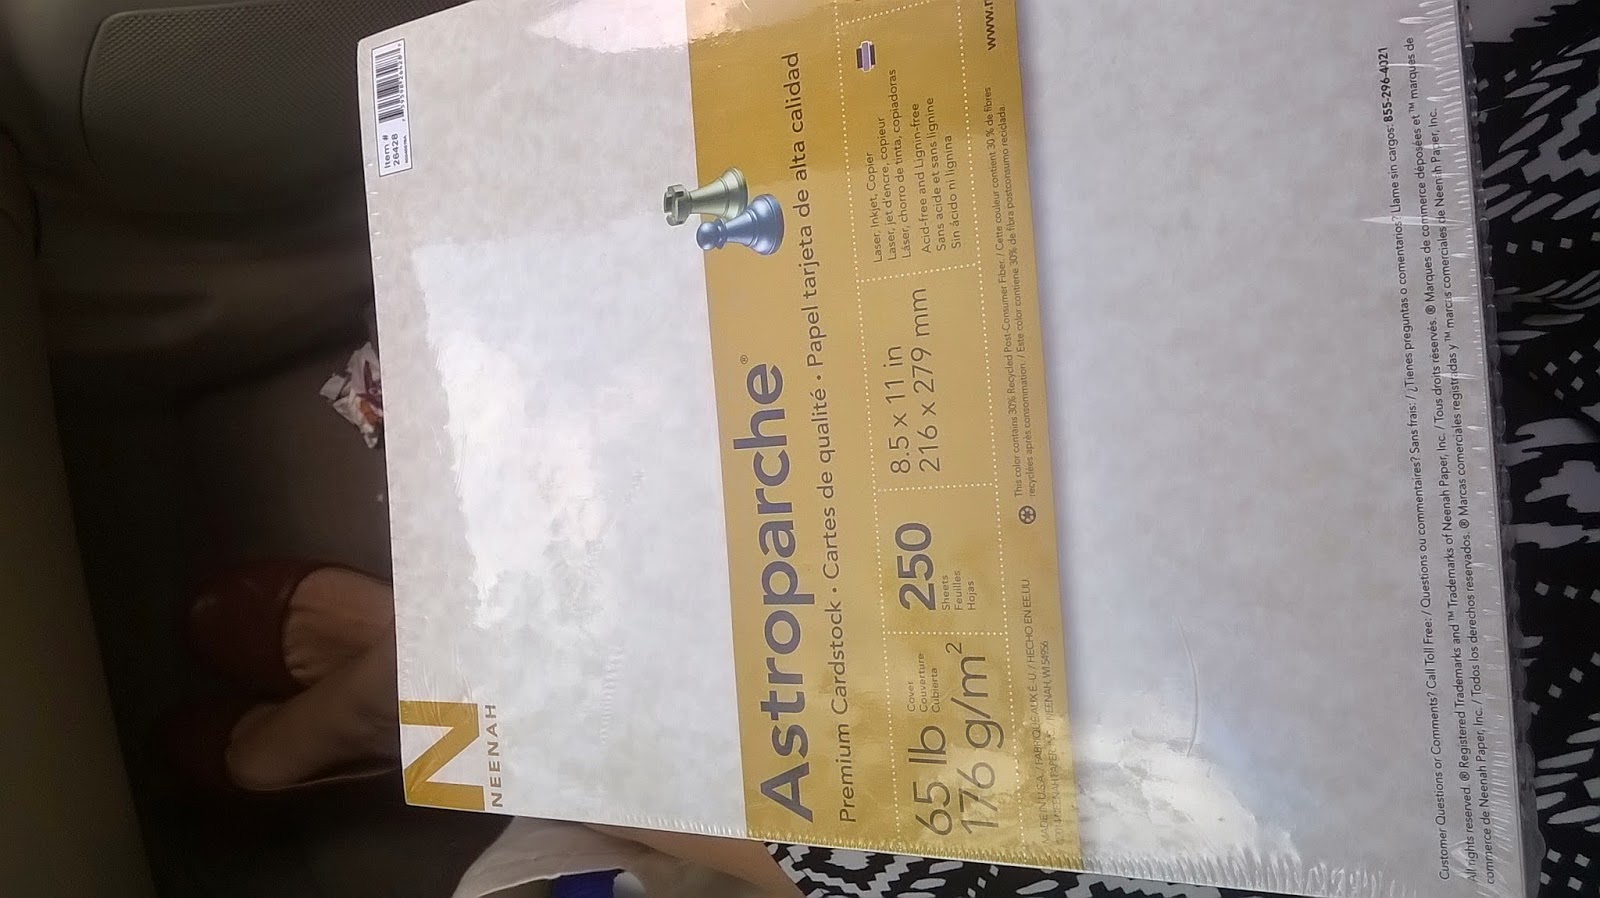 N
NEENAH
Item #
26428
Astroparche®
Premium Cardstock • Cartes de qualité • Papel tarjeta de alta calidad
65 lb
Cover
Couverture
Cubierta
176 g/m²
250
Sheets
Feuilles
Hojas
8.5 x 11 in
216 x 279 mm
Laser, Inkjet, Copier
Laser, jet d'encre, copieur
Láser, chorro de tinta, copiadoras
Acid-free and Lignin-free
Sans acide et sans lignine
Sin ácido ni lignina
MADE IN U.S.A. / FABRIQUÉ AUX É.-U. / HECHO EN EE.UU
NEENAH, WI 54956
This color contains 30% Recycled Post-Consumer Fiber. / Cette couleur contient 30 % de fibres
recyclées après consommation. / Este color contiene 30% de fibra postconsumo reciclada.
www.
Customer Questions or Comments? Call Toll Free: / Questions ou commentaires? Sans frais: / ¿Tienes preguntas o comentarios? Llame sin cargos: 855-296-4021
All rights reserved. ® Registered Trademarks and ™ Trademarks of Neenah Paper, Inc. / Tous droits réservés. ® Marques de commerce déposées et ™ marques de
commerce de Neenah Paper, Inc. / Todos los derechos reservados. ® Marcas comerciales registradas y ™ marcas comerciales de Neenah Paper, Inc.